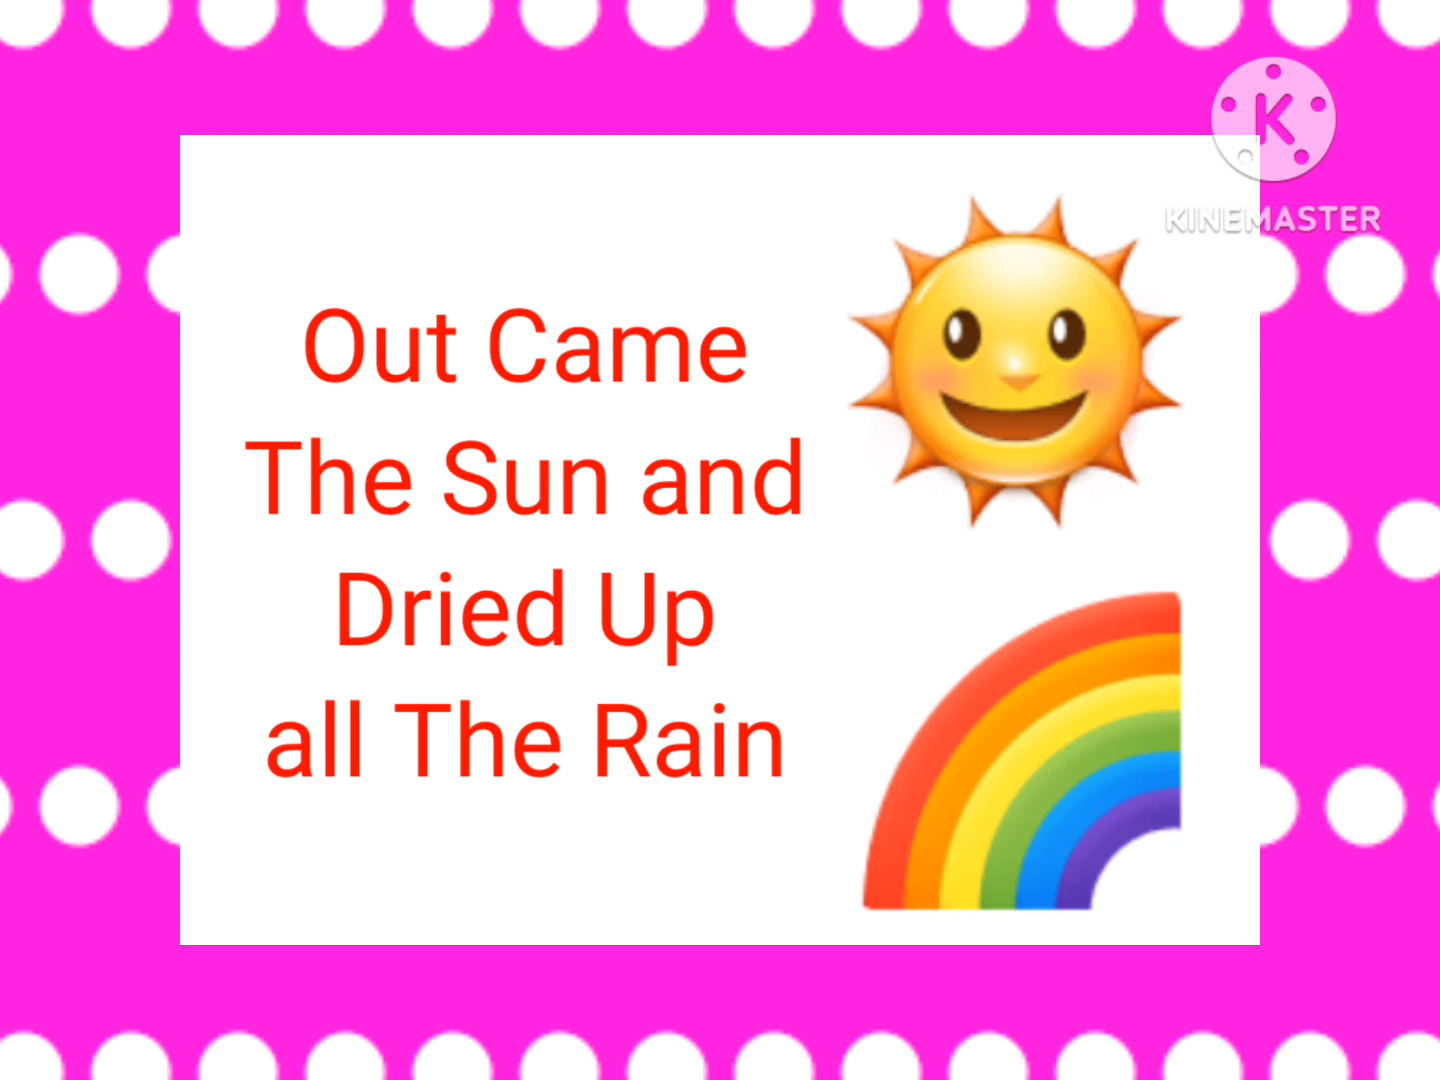 K
KINEMASTER
Out Came
The Sun and
Dried Up
all The Rain